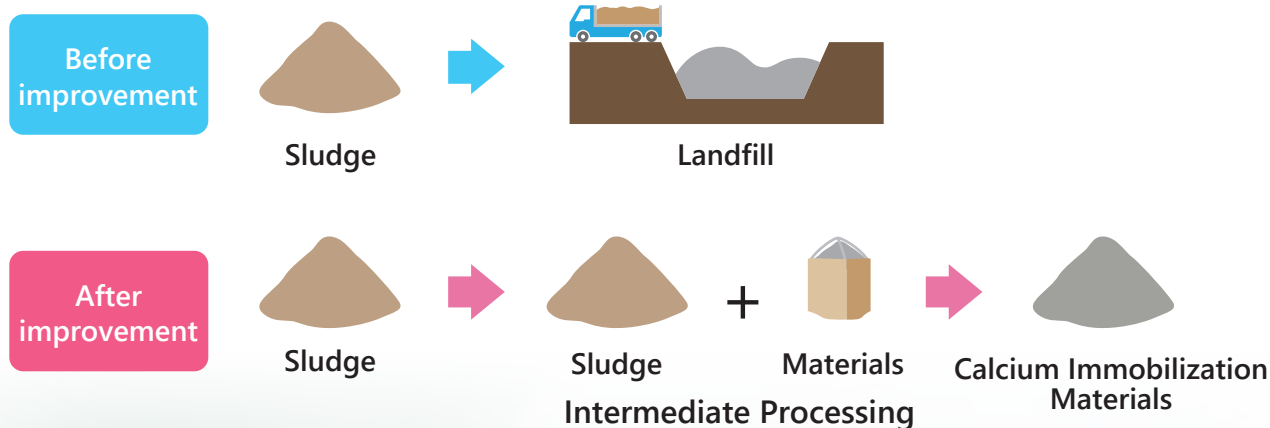 Before
improvement
Sludge
Landfill
After
improvement
Sludge
Sludge
+
Materials
Calcium Immobilization
Materials
Intermediate Processing